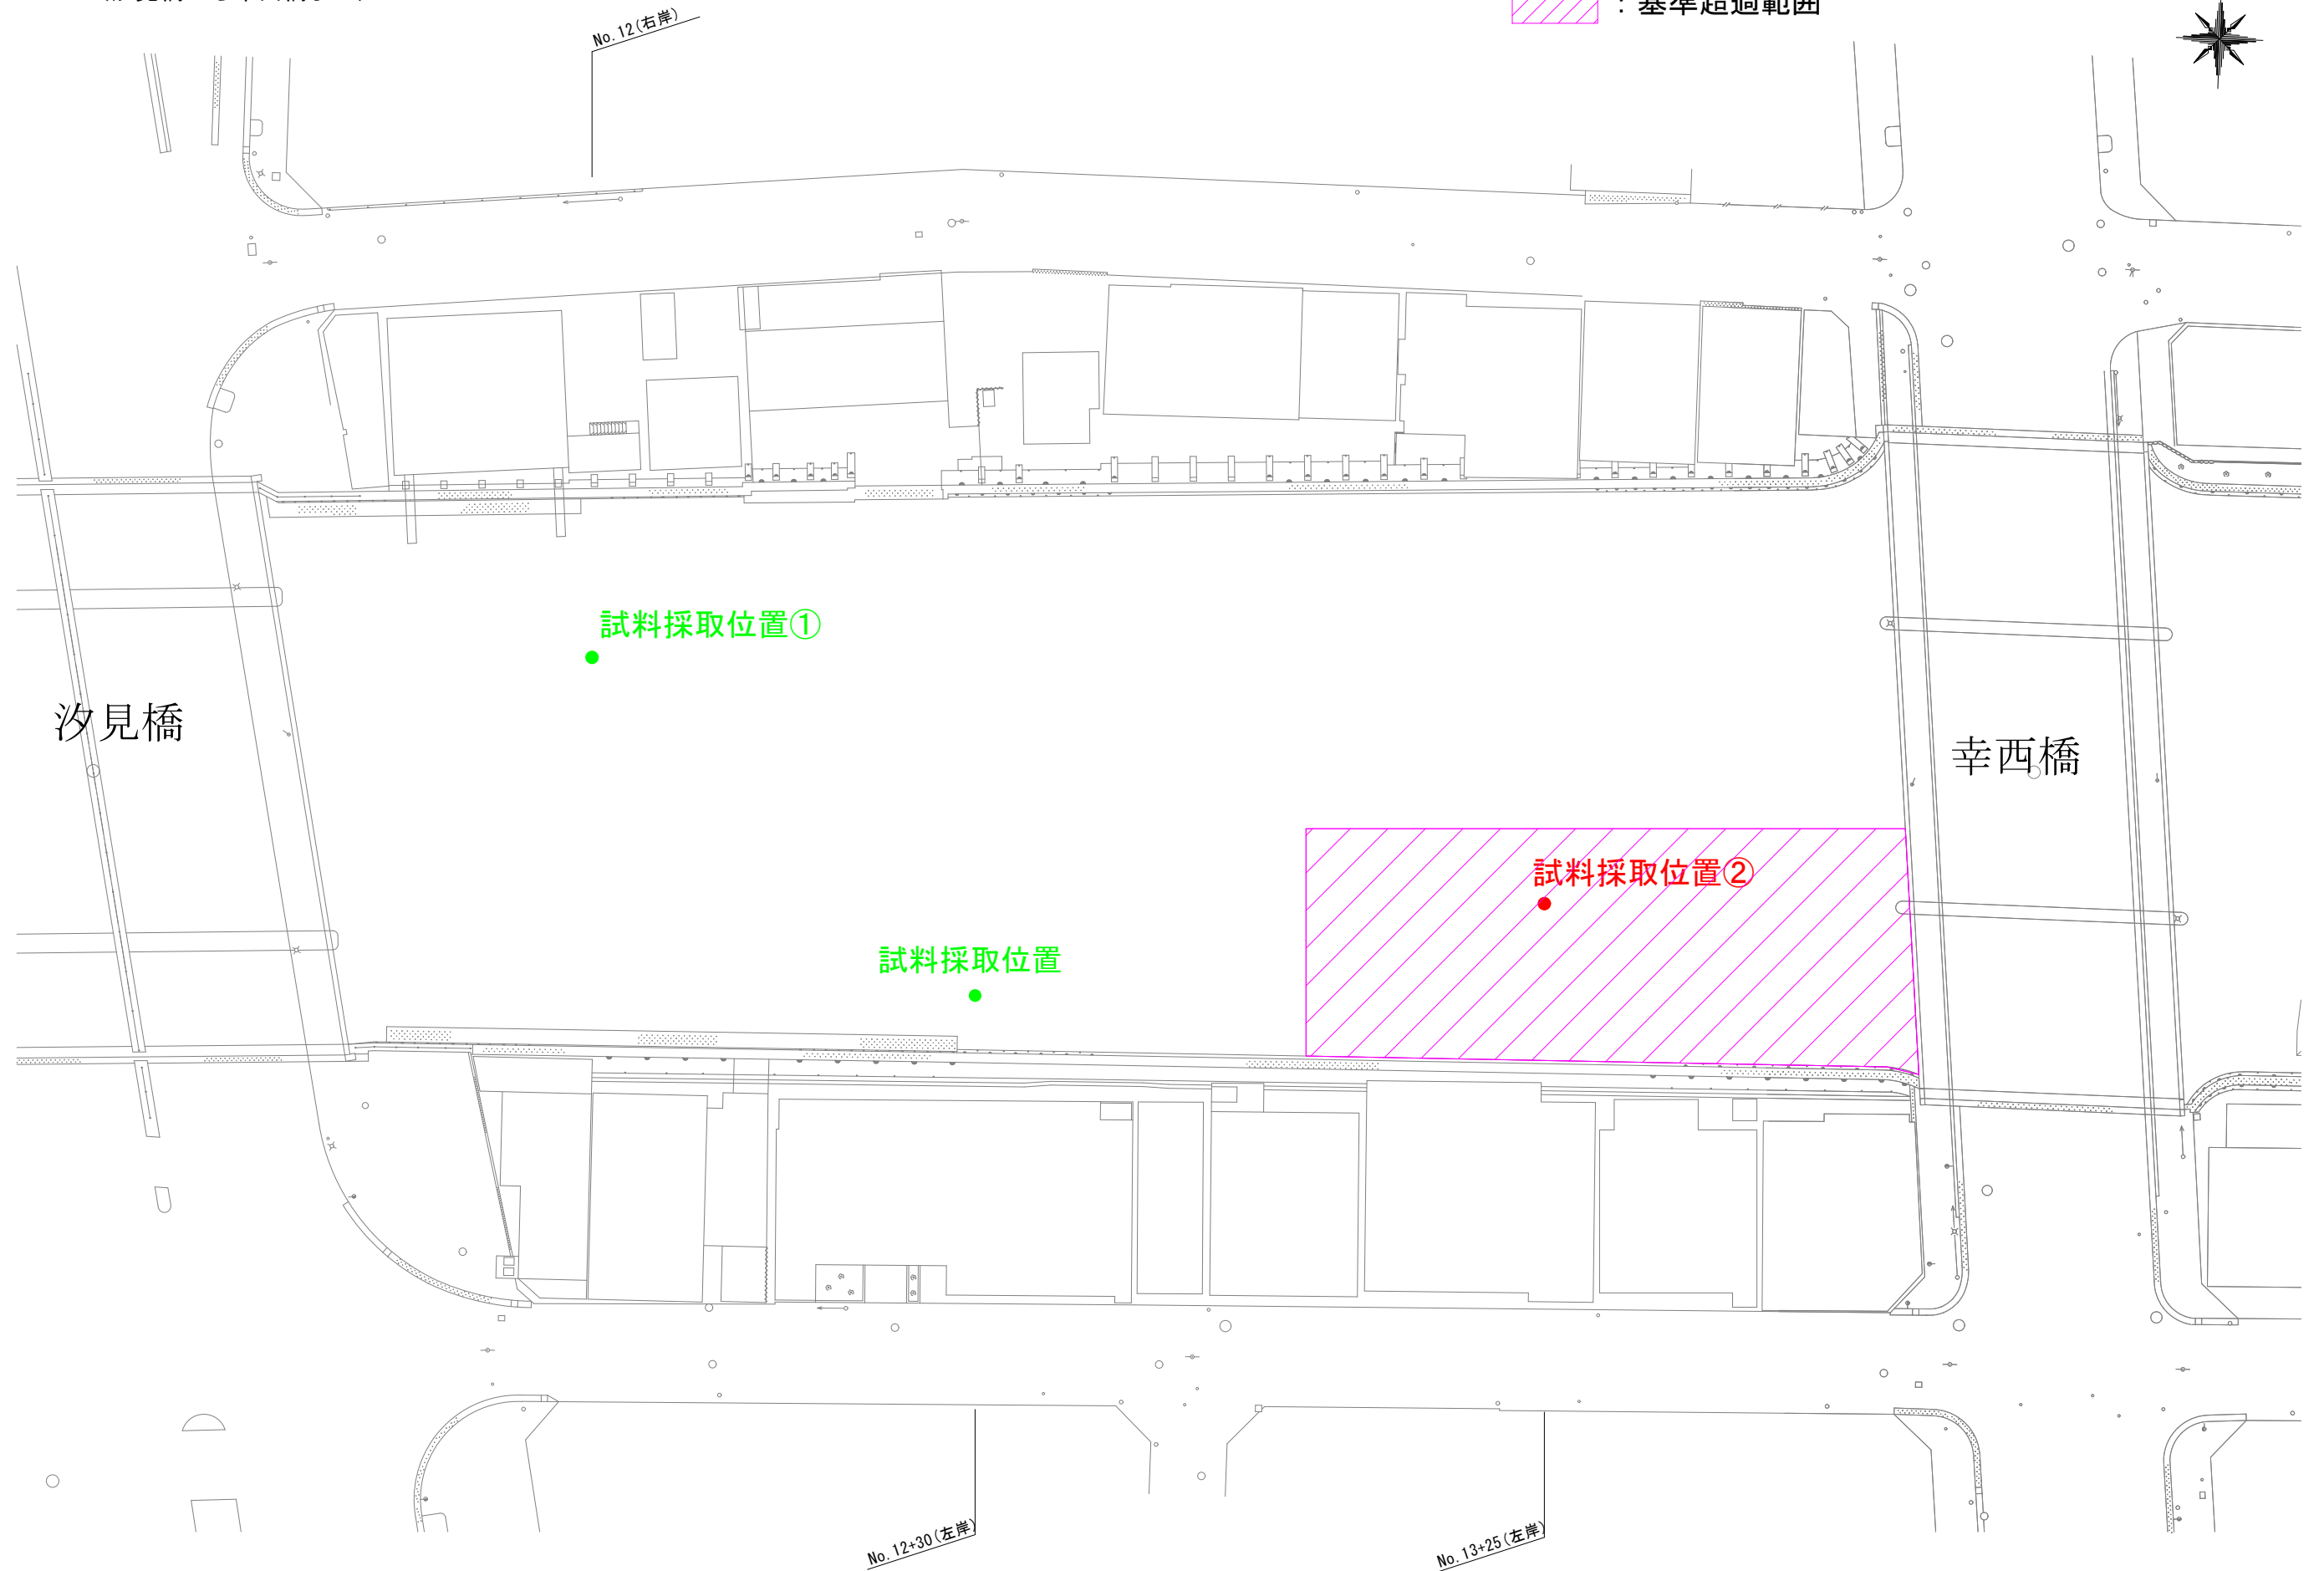 ：基準超過範囲
No.12(右岸)
試料採取位置①
汐見橋
幸西橋
試料採取位置②
試料採取位置
No.12+30(左岸)
No.13+25(左岸)